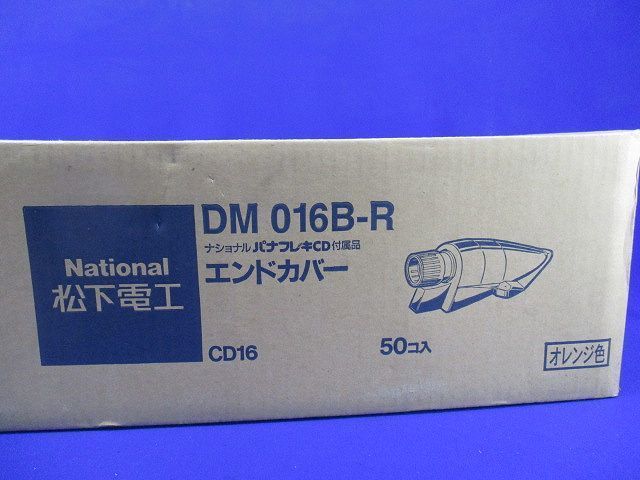 National
松下電工
DM 016B-R
ナショナル パナフレキCD付属品
エンドカバー
CD16
50コ入
オレンジ色